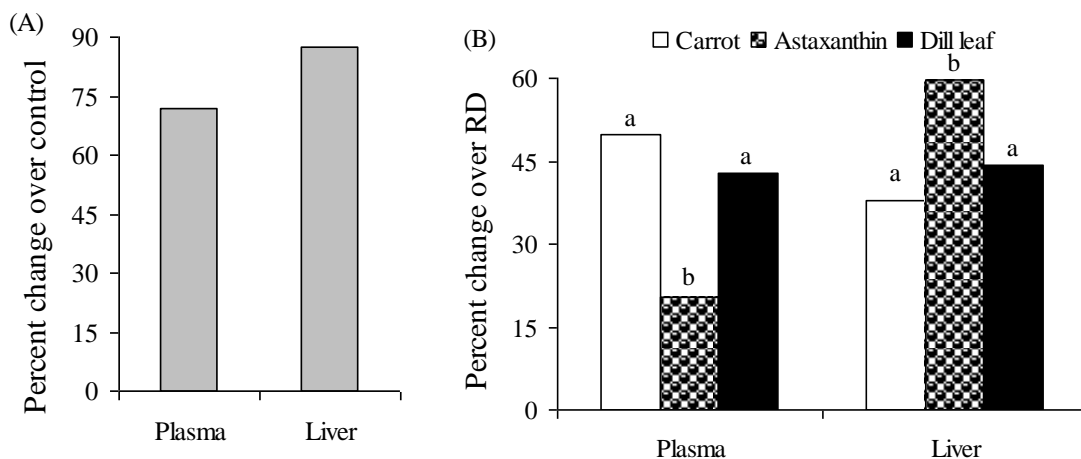 (A)
Percent change over control
90
75
60
45
30
15
0
Plasma Liver
(B)
Carrot Astaxanthin Dill leaf
Percent change over RD
60
45
30
15
0
a
b
a
a
b
a
Plasma Liver